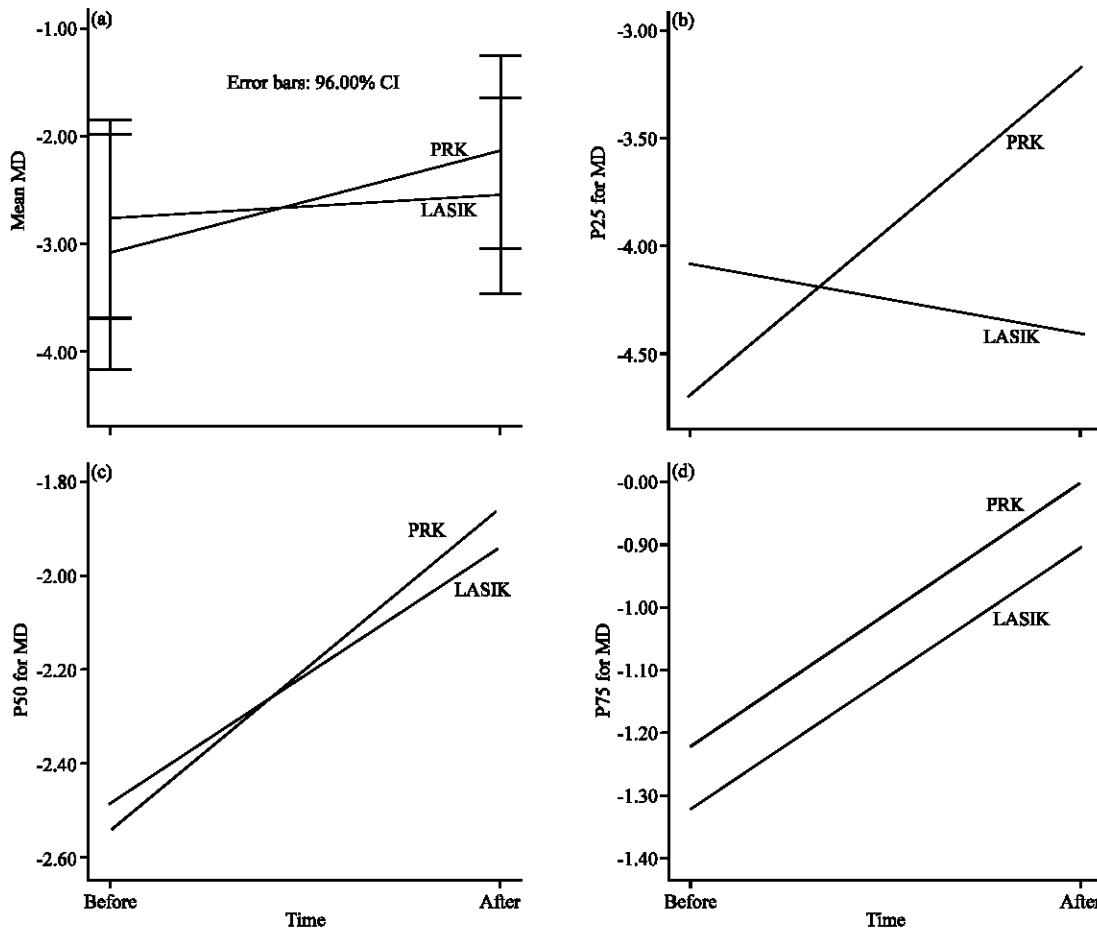 (a)
-1.00
-2.00
-3.00
-4.00
Mean MD
Error bars: 96.00% CI
PRK
LASIK
(b)
-3.00
-3.50
-4.00
-4.50
P25 for MD
PRK
LASIK
(c)
-1.80
-2.00
-2.20
-2.40
-2.60
P50 for MD
PRK
LASIK
Before
After
Time
(d)
-0.00
-0.90
-1.00
-1.10
-1.20
-1.30
-1.40
P75 for MD
PRK
LASIK
Before
After
Time